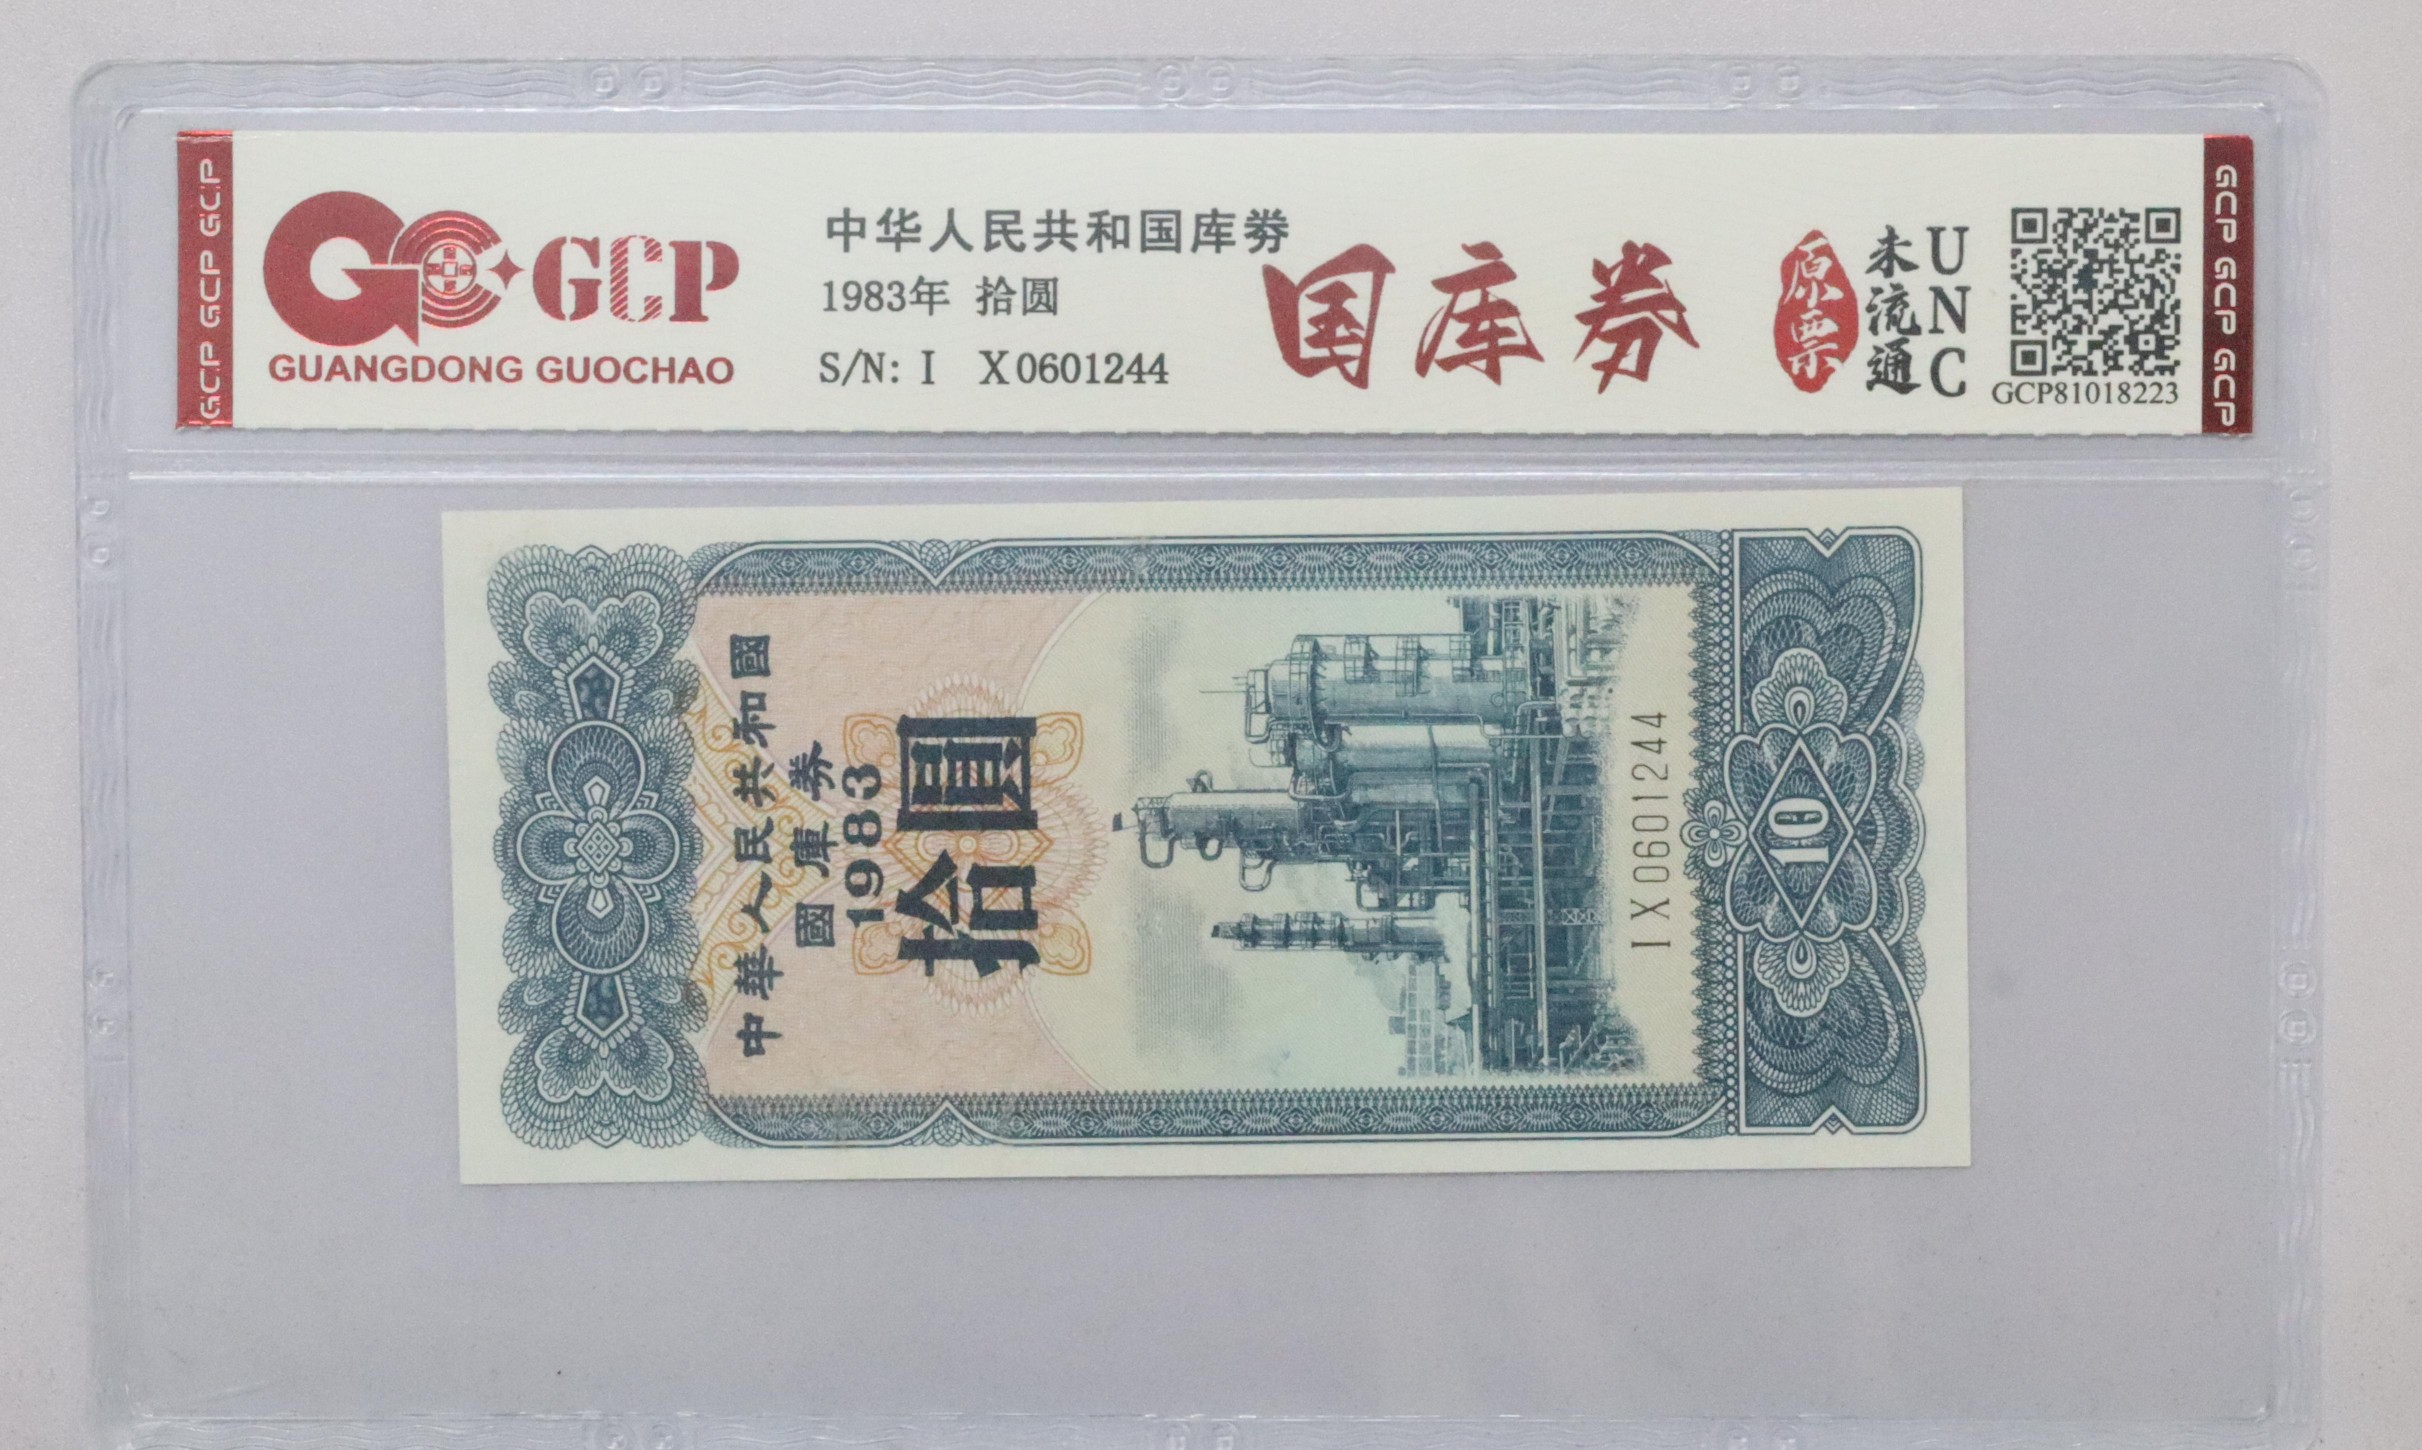 GCP GCP GCP
GCP
GUANGDONG GUOCHAO
中华人民共和国库劵
1983年 拾圆
S/N: I X0601244
国库券
原票
未流通
UNC
GCP81018223
GCP GCP GCP
中華人民共和國
國庫券
1983
拾圓
I X0601244
10